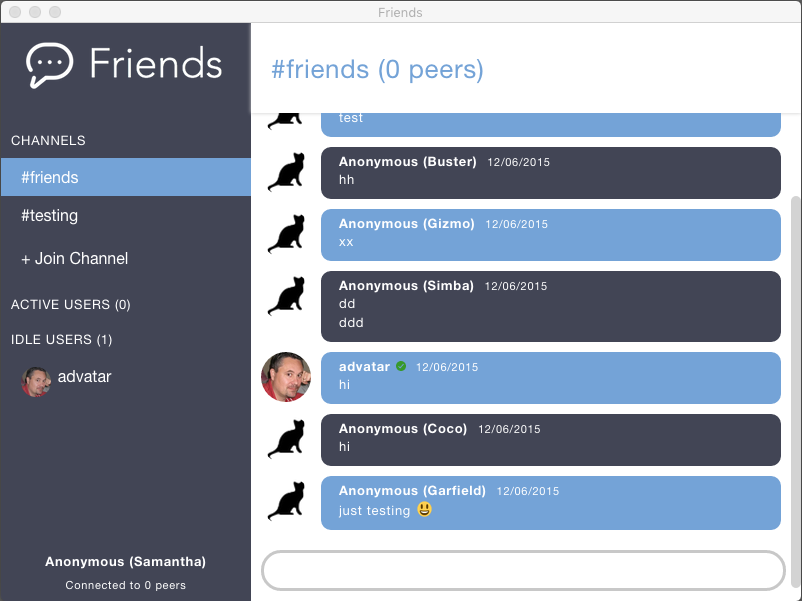 Friends
Friends
#friends (0 peers)
CHANNELS
#friends
#testing
+ Join Channel
ACTIVE USERS (0)
IDLE USERS (1)
advatar
Anonymous (Samantha)
Connected to 0 peers
test
Anonymous (Buster) 12/06/2015
hh
Anonymous (Gizmo) 12/06/2015
xx
Anonymous (Simba) 12/06/2015
dd
ddd
advatar 12/06/2015
hi
Anonymous (Coco) 12/06/2015
hi
Anonymous (Garfield) 12/06/2015
just testing 😃